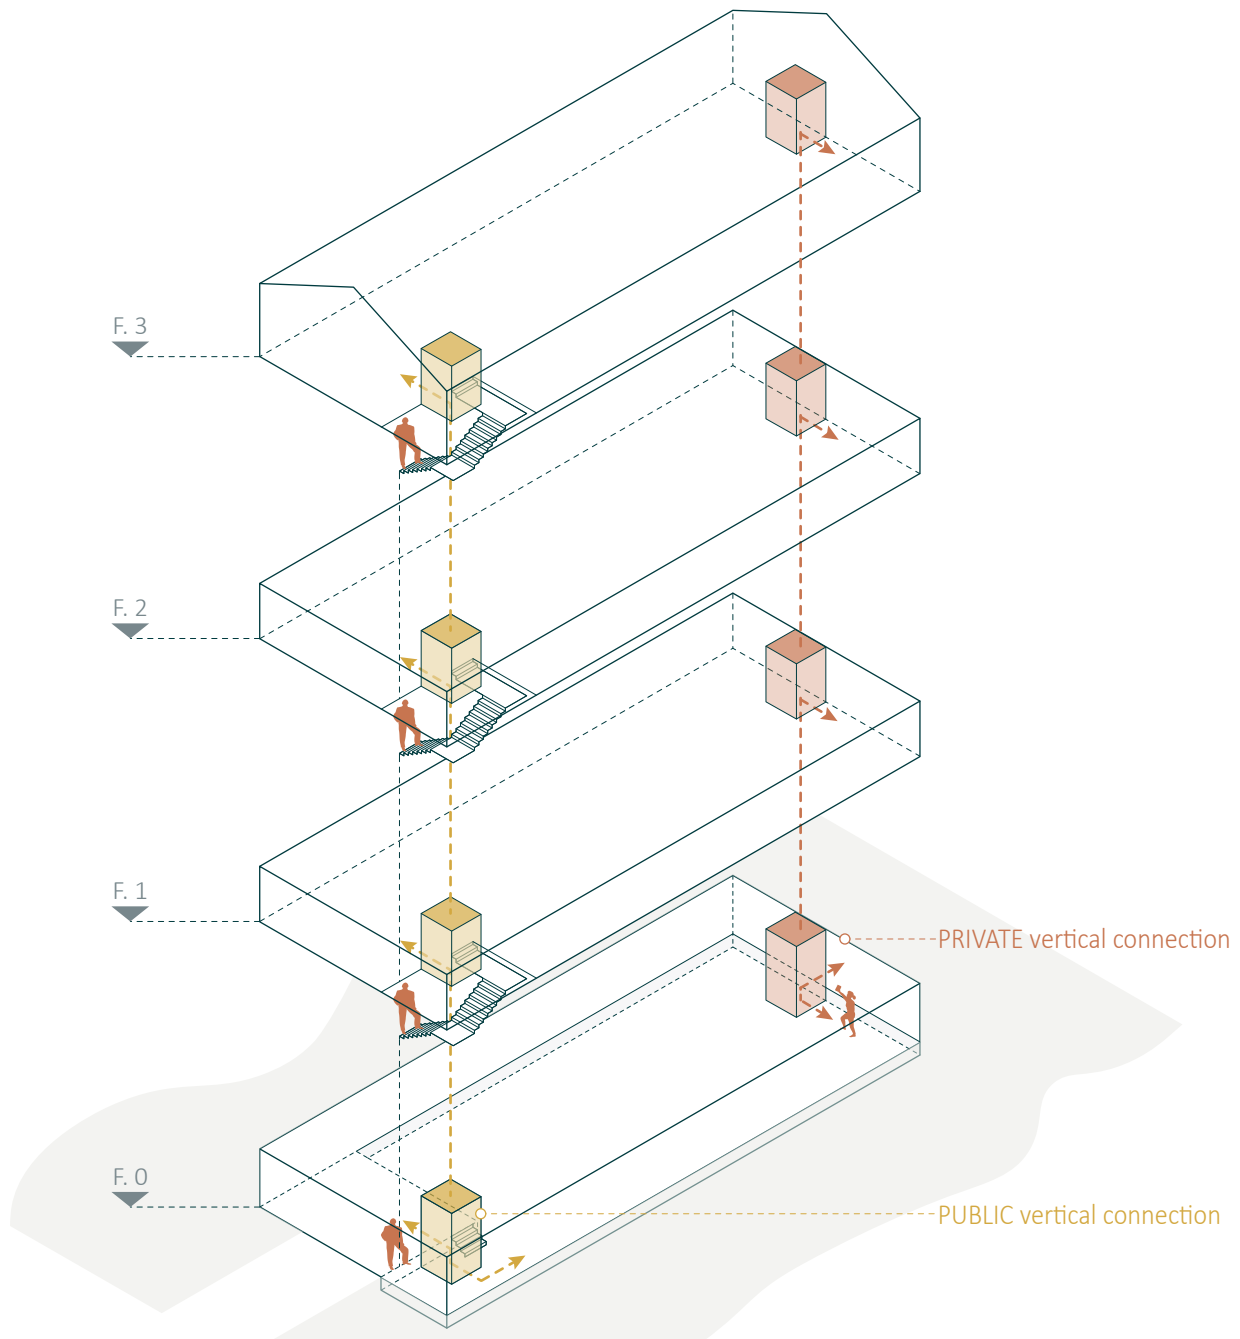 F. 3
F. 2
F. 1
PRIVATE vertical connection
F. 0
PUBLIC vertical connection